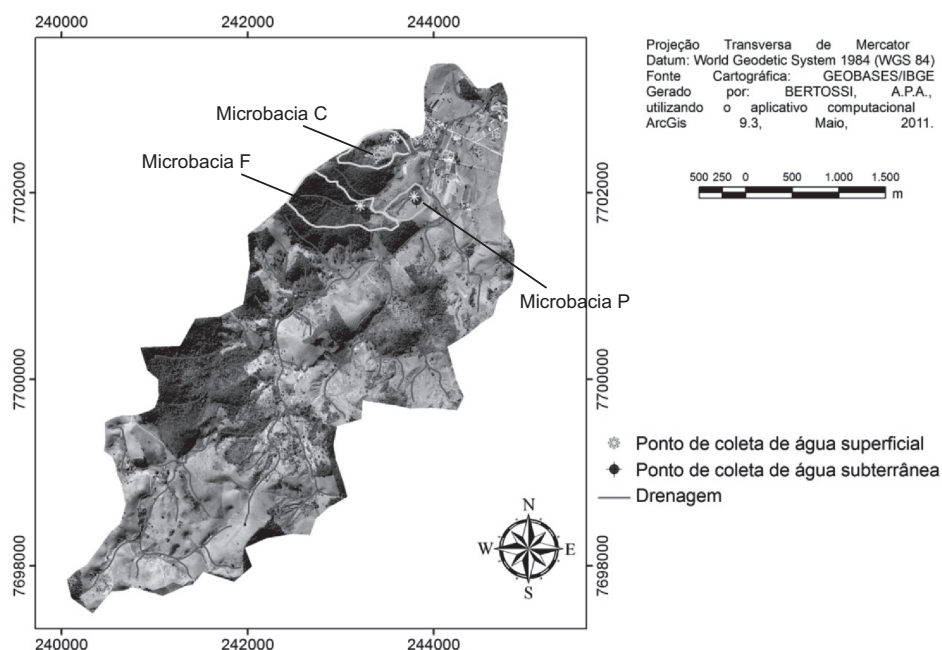 240000 242000 244000
Projeção Transversa de Mercator
Datum: World Geodetic System 1984 (WGS 84)
Fonte Cartográfica: GEOBASES/IBGE
Gerado por: BERTOSSI, A.P.A.,
utilizando o aplicativo computacional
ArcGis 9.3, Maio, 2011.
Microbacia C
Microbacia F
7702000 7702000
500 250 0 500 1.000 1.500
m
Microbacia P
7700000 7700000
Ponto de coleta de água superficial
Ponto de coleta de água subterrânea
Drenagem
N
W E
S
7698000 7698000
240000 242000 244000